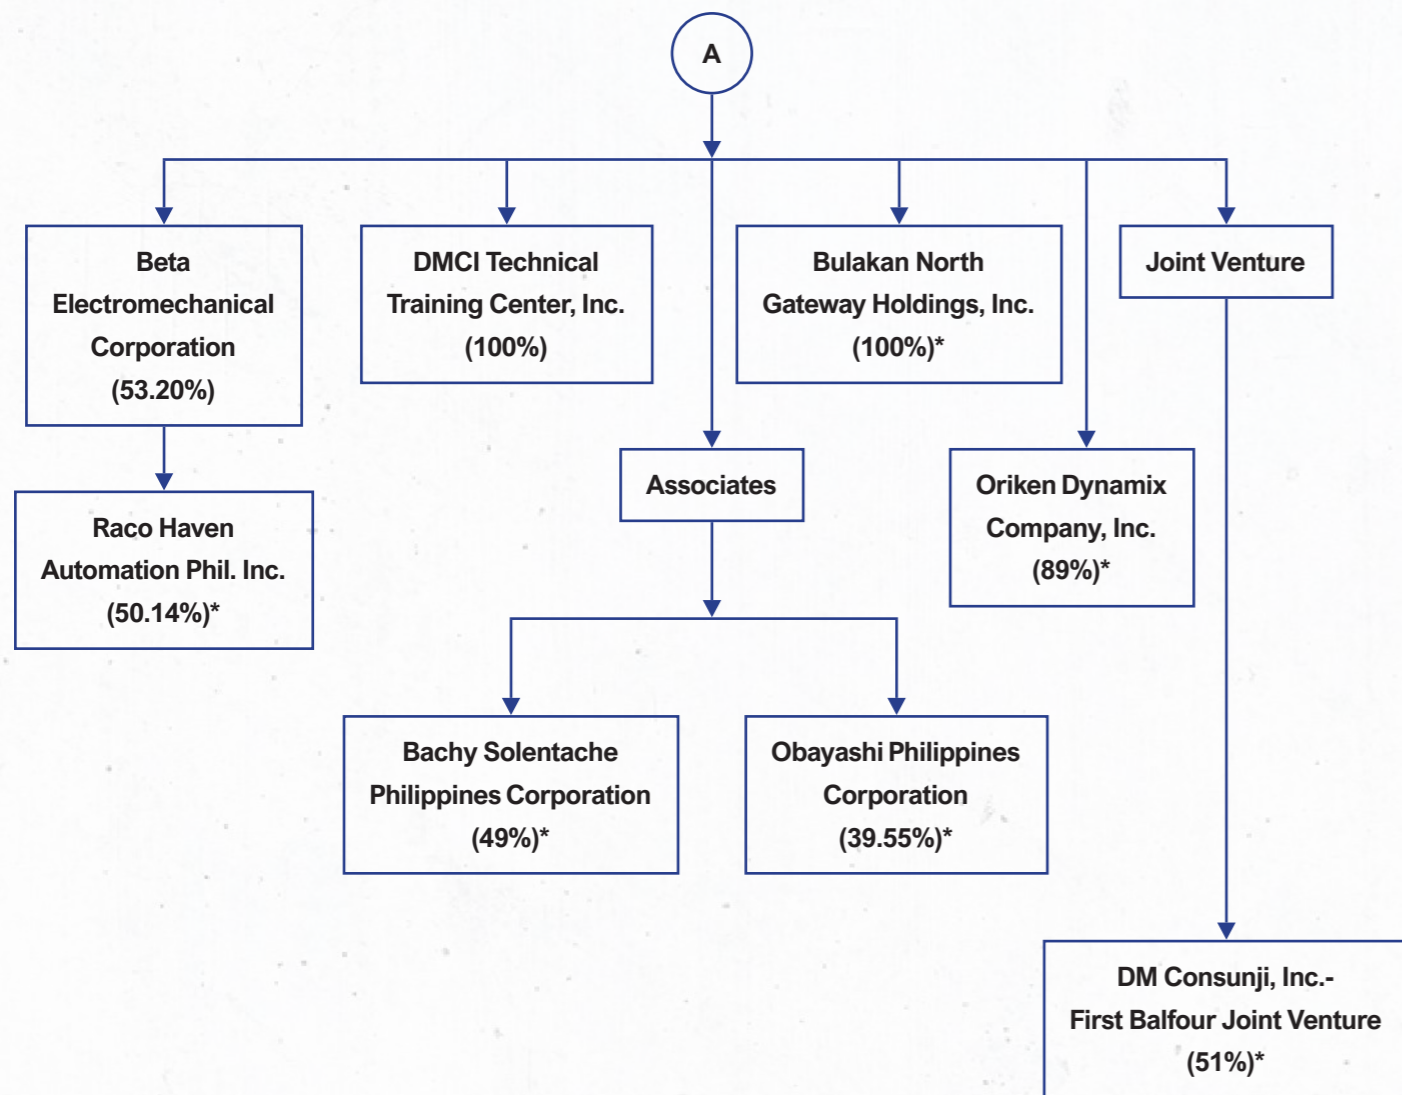 A
Beta
Electromechanical
Corporation
(53.20%)
DMCI Technical
Training Center, Inc.
(100%)
Bulakan North
Gateway Holdings, Inc.
(100%)*
Joint Venture
Raco Haven
Automation Phil. Inc.
(50.14%)*
Associates
Oriken Dynamix
Company, Inc.
(89%)*
Bachy Solentache
Philippines Corporation
(49%)*
Obayashi Philippines
Corporation
(39.55%)*
DM Consunji, Inc.-
First Balfour Joint Venture
(51%)*